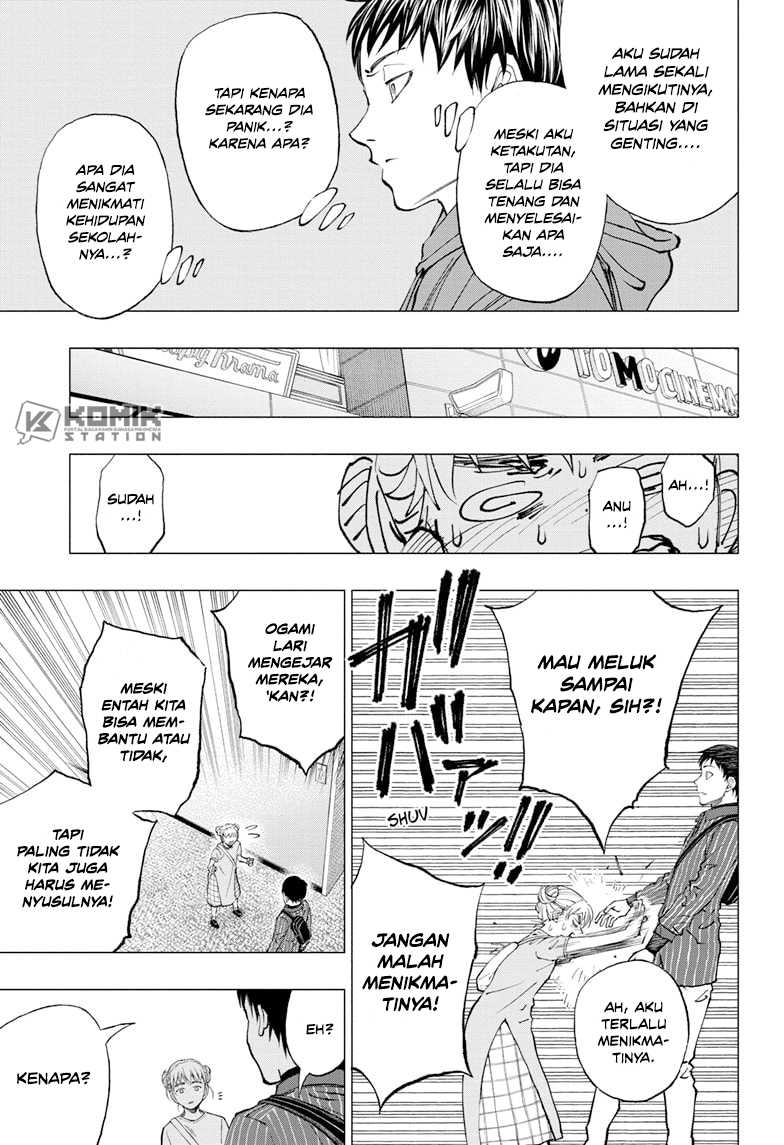 AKU SUDAH
LAMA SEKALI
MENGIKUTINYA,
BAHKAN DI
SITUASI YANG
GENTING....
MESKI AKU
KETAKUTAN,
TAPI DIA
SELALU BISA
TENANG DAN
MENYELESAI-
KAN APA
SAJA....
TAPI KENAPA
SEKARANG DIA
PANIK...?
KARENA APA?
APA DIA
SANGAT
MENIKMATI
KEHIDUPAN
SEKOLAH-
NYA...?
TOMOCINEMA
KOMIK
STATION
AH...!
ANU
...!
SUDAH
...!
MAU MELUK
SAMPAI
KAPAN, SIH?!
SHUV
JANGAN
MALAH
MENIKMA-
TINYA!
AH, AKU
TERLALU
MENIKMA-
TINYA.
OGAMI
LARI
MENGEJAR
MEREKA,
'KAN?!
MESKI
ENTAH KITA
BISA MEM-
BANTU ATAU
TIDAK,
TAPI
PALING TIDAK
KITA JUGA
HARUS ME-
NYUSULNYA!
EH?
KENAPA?